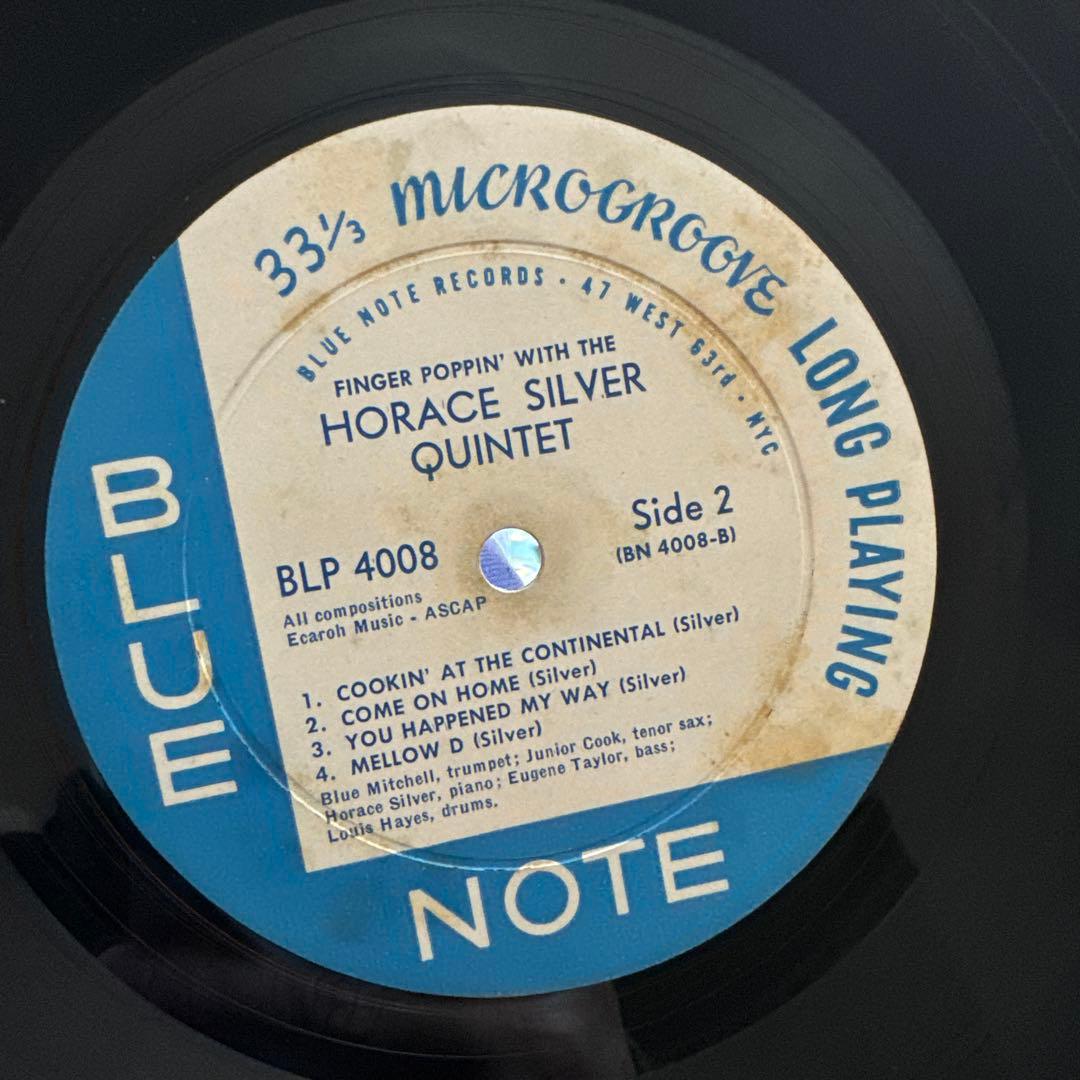 33⅓ MICROGROOVE LONG PLAYING
BLUE NOTE RECORDS · 47 WEST 63rd · NYC
FINGER POPPIN' WITH THE
HORACE SILVER
QUINTET
Side 2
BLP 4008
(BN 4008-B)
All compositions
Ecaroh Music - ASCAP
1. COOKIN' AT THE CONTINENTAL (Silver)
2. COME ON HOME (Silver)
3. YOU HAPPENED MY WAY (Silver)
4. MELLOW D (Silver)
Blue Mitchell, trumpet; Junior Cook, tenor sax;
Horace Silver, piano; Eugene Taylor, bass;
Louis Hayes, drums.
BLUE
NOTE